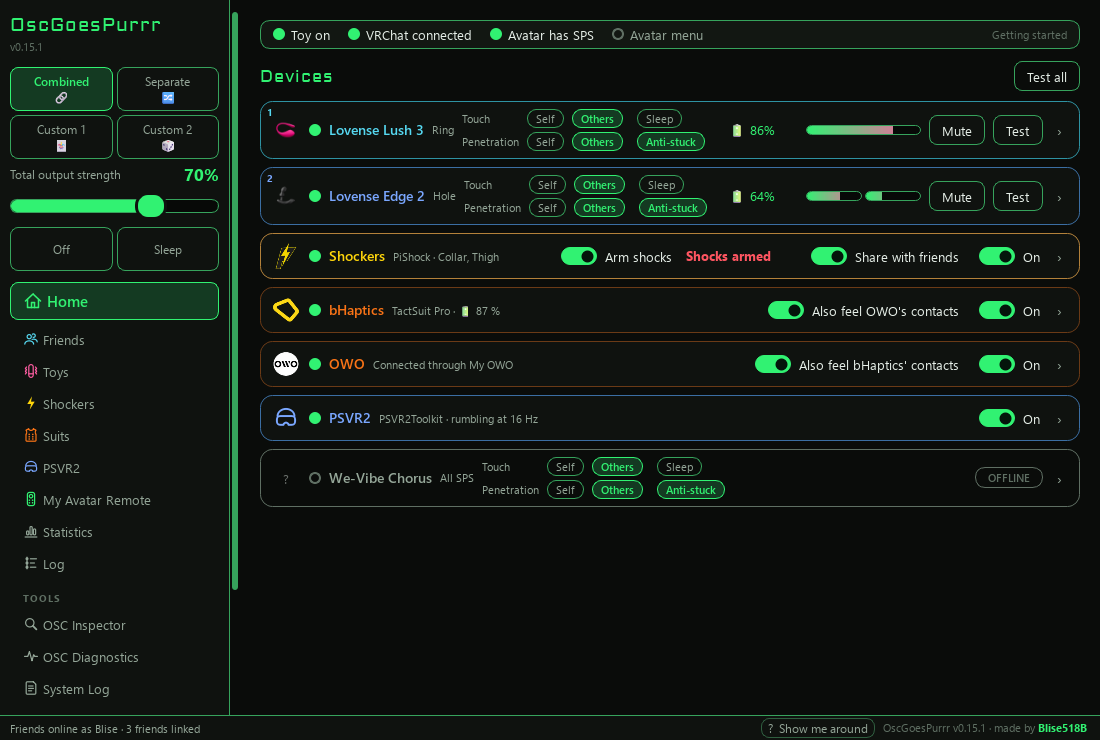 OscGoesPurrr
v0.15.1
Combined
Separate
Custom 1
Custom 2
Total output strength 70%
Off
Sleep
Home
Friends
Toys
Shockers
Suits
PSVR2
My Avatar Remote
Statistics
Log
TOOLS
OSC Inspector
OSC Diagnostics
System Log
Toy on VRChat connected Avatar has SPS Avatar menu Getting started
Devices Test all
1 Lovense Lush 3 Ring
Touch Self Others Sleep
Penetration Self Others Anti-stuck
86% Mute Test ›
2 Lovense Edge 2 Hole
Touch Self Others Sleep
Penetration Self Others Anti-stuck
64% Mute Test ›
Shockers PiShock · Collar, Thigh Arm shocks Shocks armed Share with friends On ›
bHaptics TactSuit Pro · 87 % Also feel OWO's contacts On ›
OWO OWO Connected through My OWO Also feel bHaptics' contacts On ›
PSVR2 PSVR2Toolkit · rumbling at 16 Hz On ›
? We-Vibe Chorus All SPS
Touch Self Others Sleep
Penetration Self Others Anti-stuck
OFFLINE ›
Friends online as Blise · 3 friends linked
? Show me around
OscGoesPurrr v0.15.1 · made by Blise518B